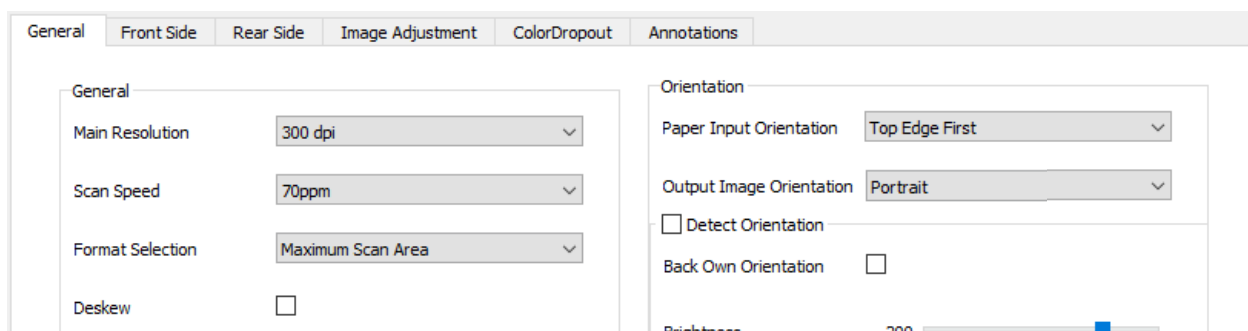 General Front Side Rear Side Image Adjustment ColorDropout Annotations
General
Main Resolution 300 dpi
Scan Speed 70ppm
Format Selection Maximum Scan Area
Deskew
Orientation
Paper Input Orientation Top Edge First
Output Image Orientation Portrait
Detect Orientation
Back Own Orientation
Brightness 200